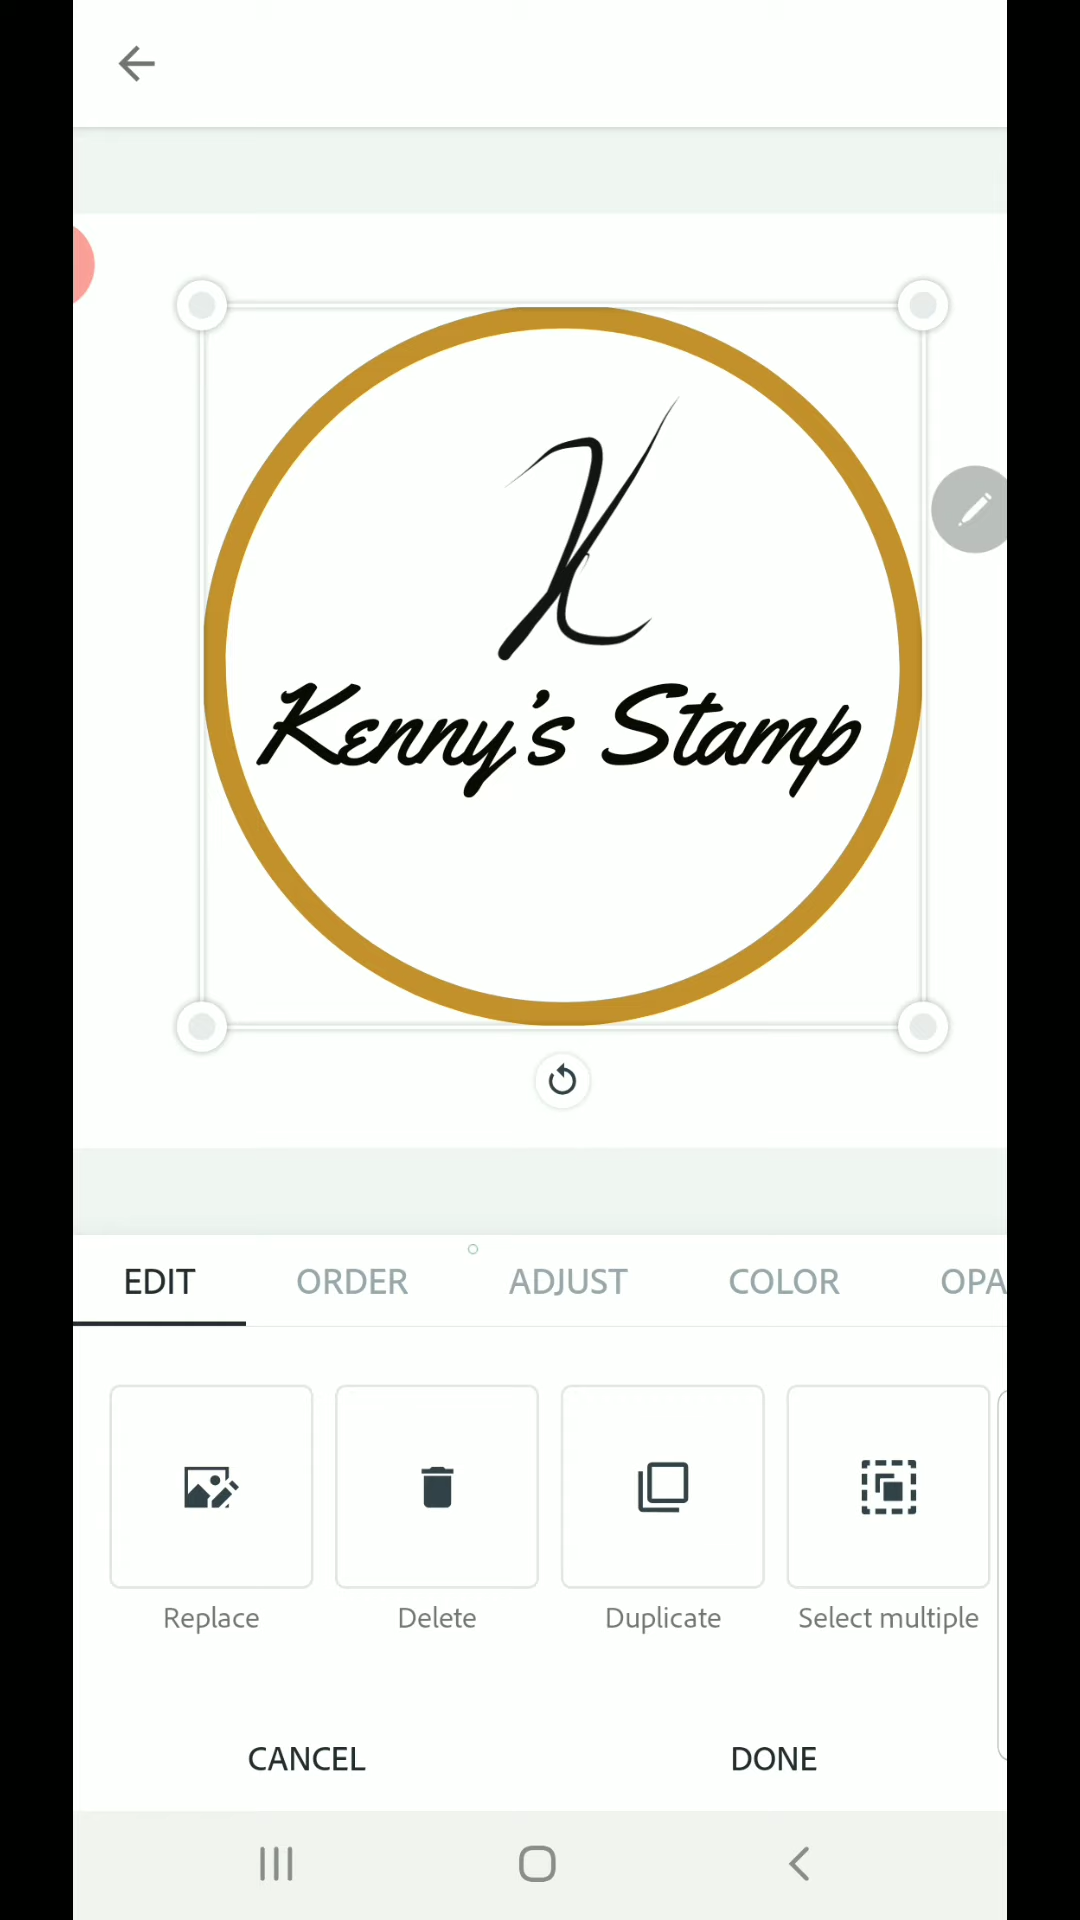 X
Kenny's Stamp
EDIT ORDER ADJUST COLOR OPA
Replace Delete Duplicate Select multiple
CANCEL DONE